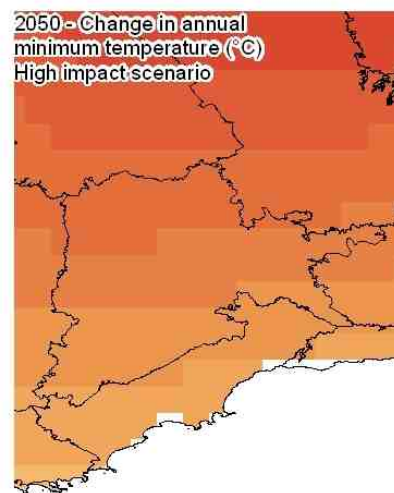 2050 - Change in annual
minimum temperature (°C)
High impact scenario